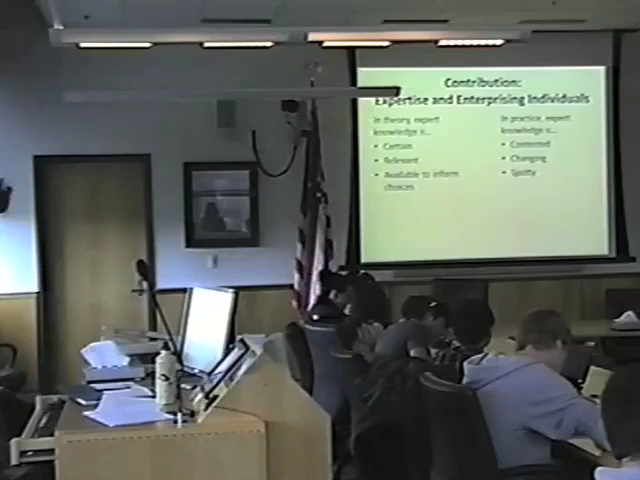 Contribution:
Expertise and Enterprising Individuals
In theory, expert
knowledge is...
• Certain
• Relevant
• Available to inform
choices
In practice, expert
knowledge is...
• Contested
• Changing
• Spotty